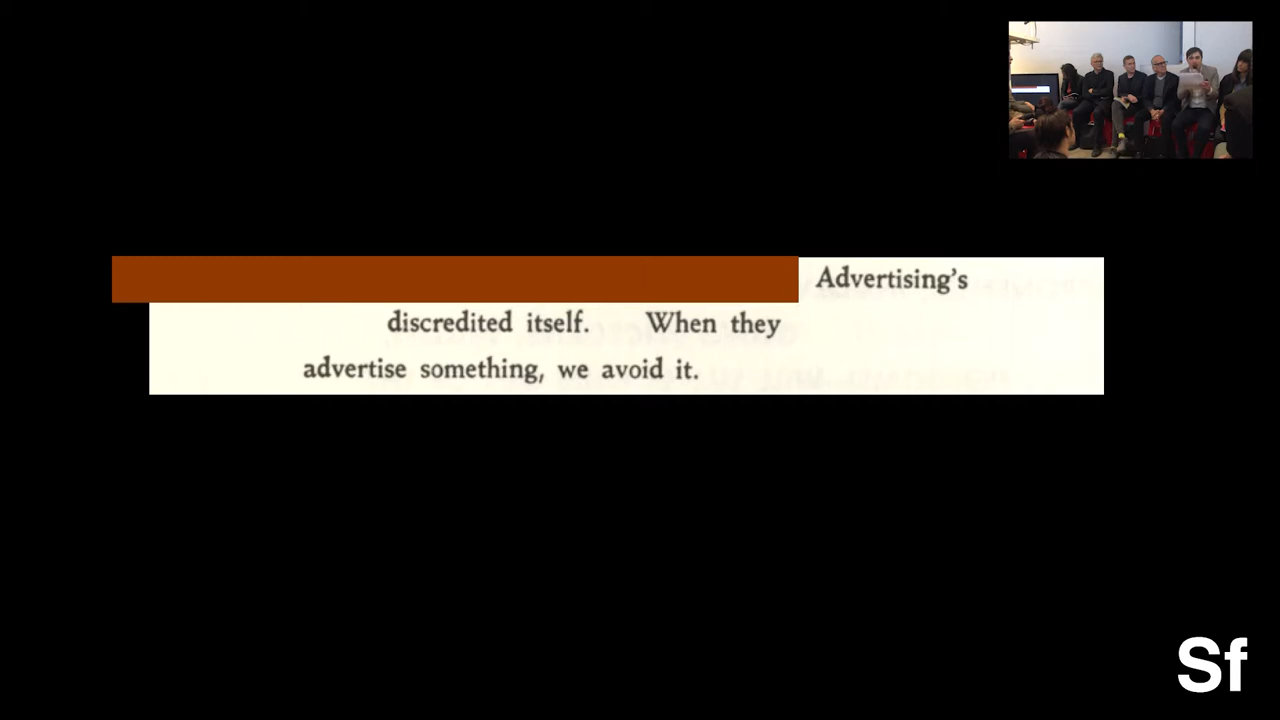 Advertising's
discredited itself. When they
advertise something, we avoid it.
Sf